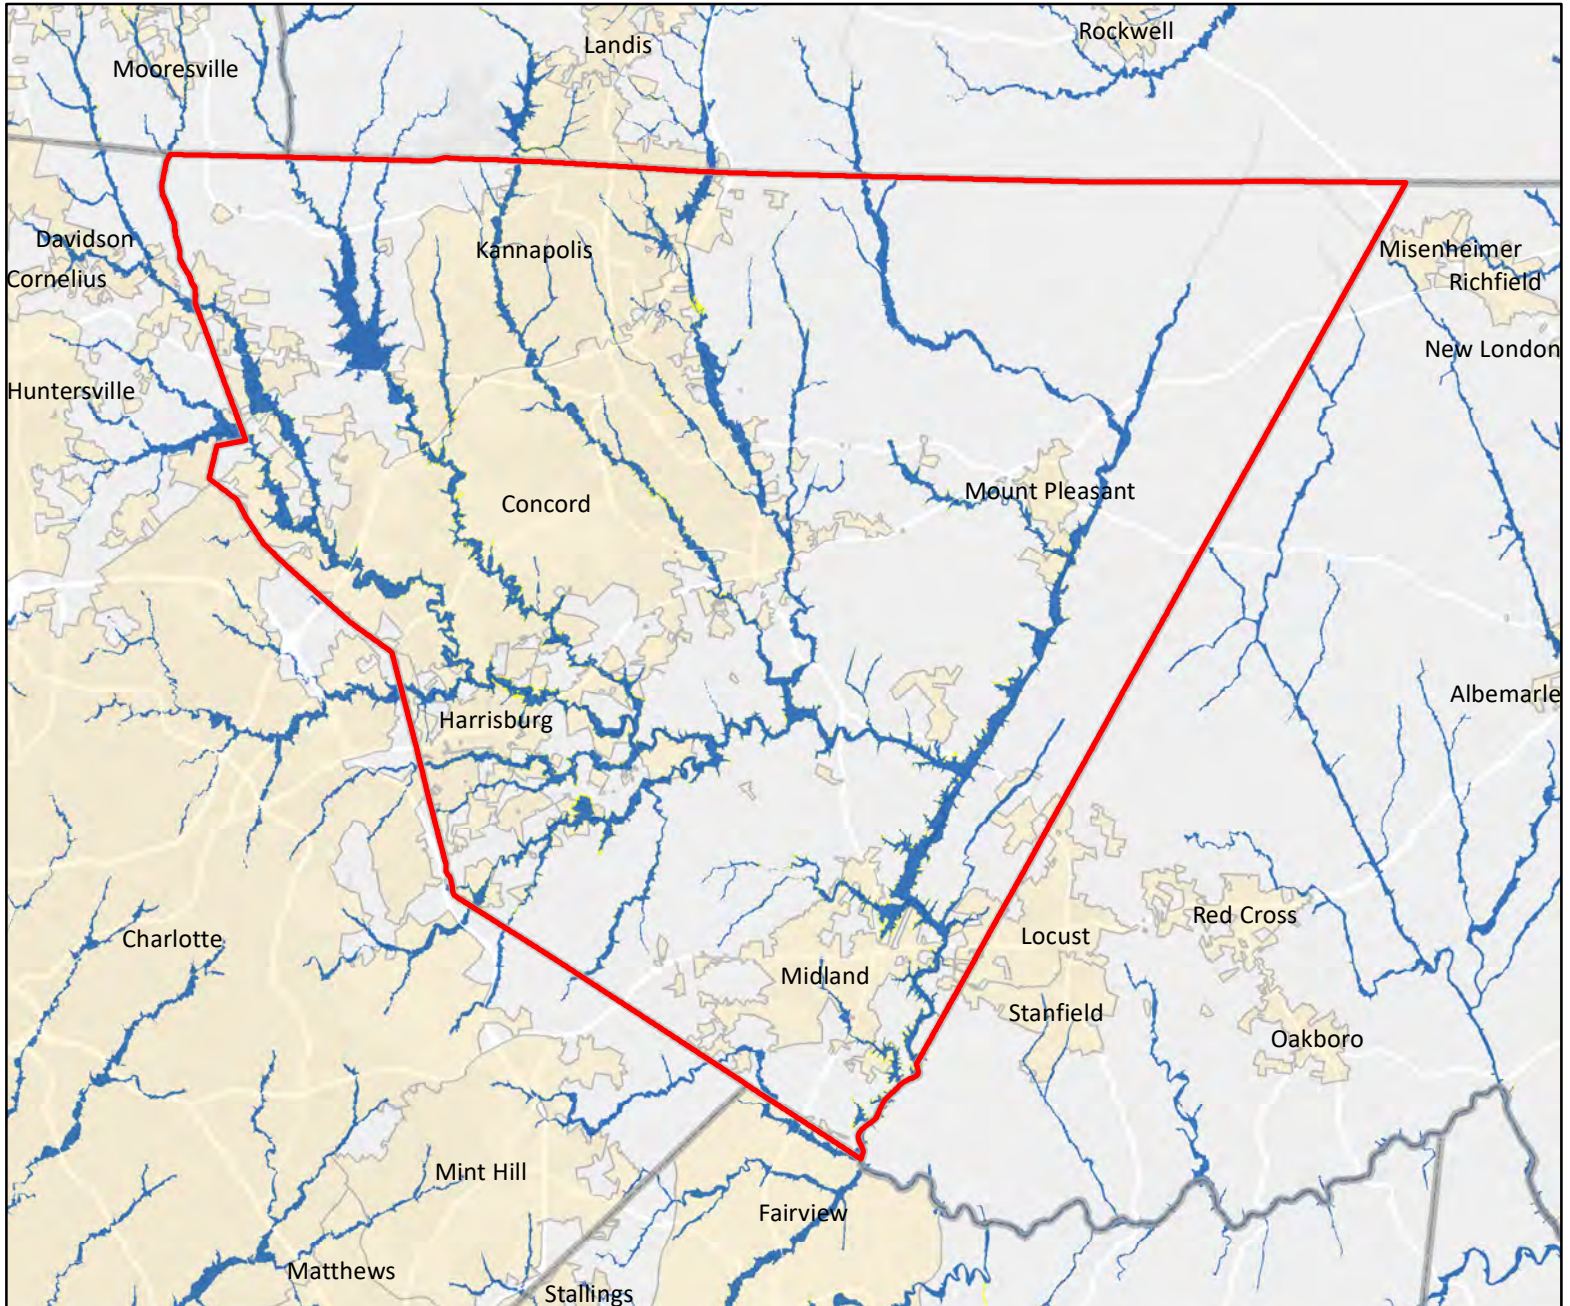 Rockwell
Landis
Mooresville
Davidson
Kannapolis
Misenheimer
Cornelius
Richfield
New London
Huntersville
Mount Pleasant
Concord
Albemarle
Harrisburg
Red Cross
Charlotte
Locust
Midland
Stanfield
Oakboro
Mint Hill
Fairview
Matthews
Stallings